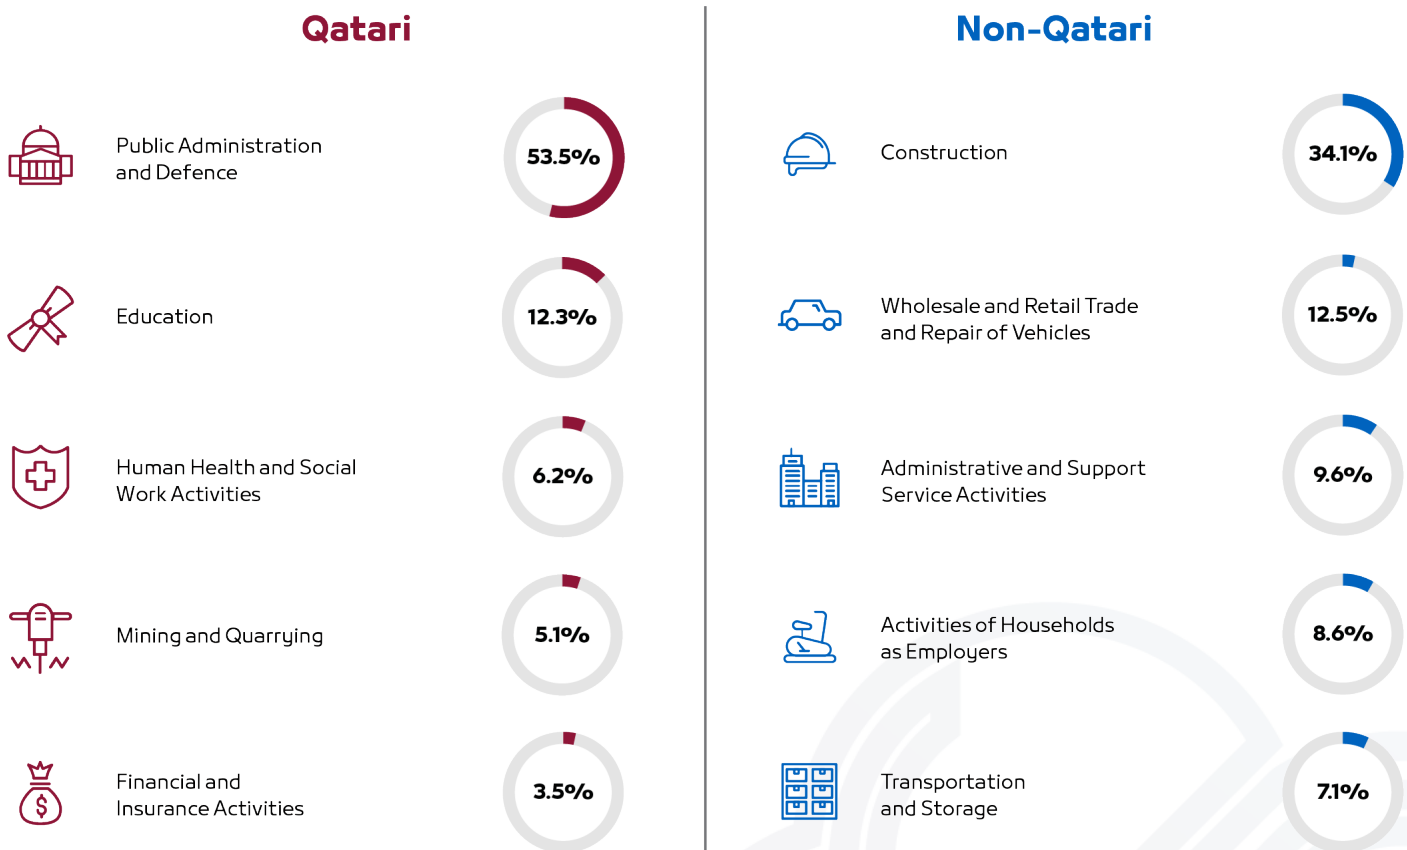 Qatari
Public Administration
and Defence
53.5%
Education
12.3%
Human Health and Social
Work Activities
6.2%
Mining and Quarrying
5.1%
Financial and
Insurance Activities
$
3.5%
Non-Qatari
Construction
34.1%
Wholesale and Retail Trade
and Repair of Vehicles
12.5%
Administrative and Support
Service Activities
9.6%
Activities of Households
as Employers
8.6%
Transportation
and Storage
7.1%